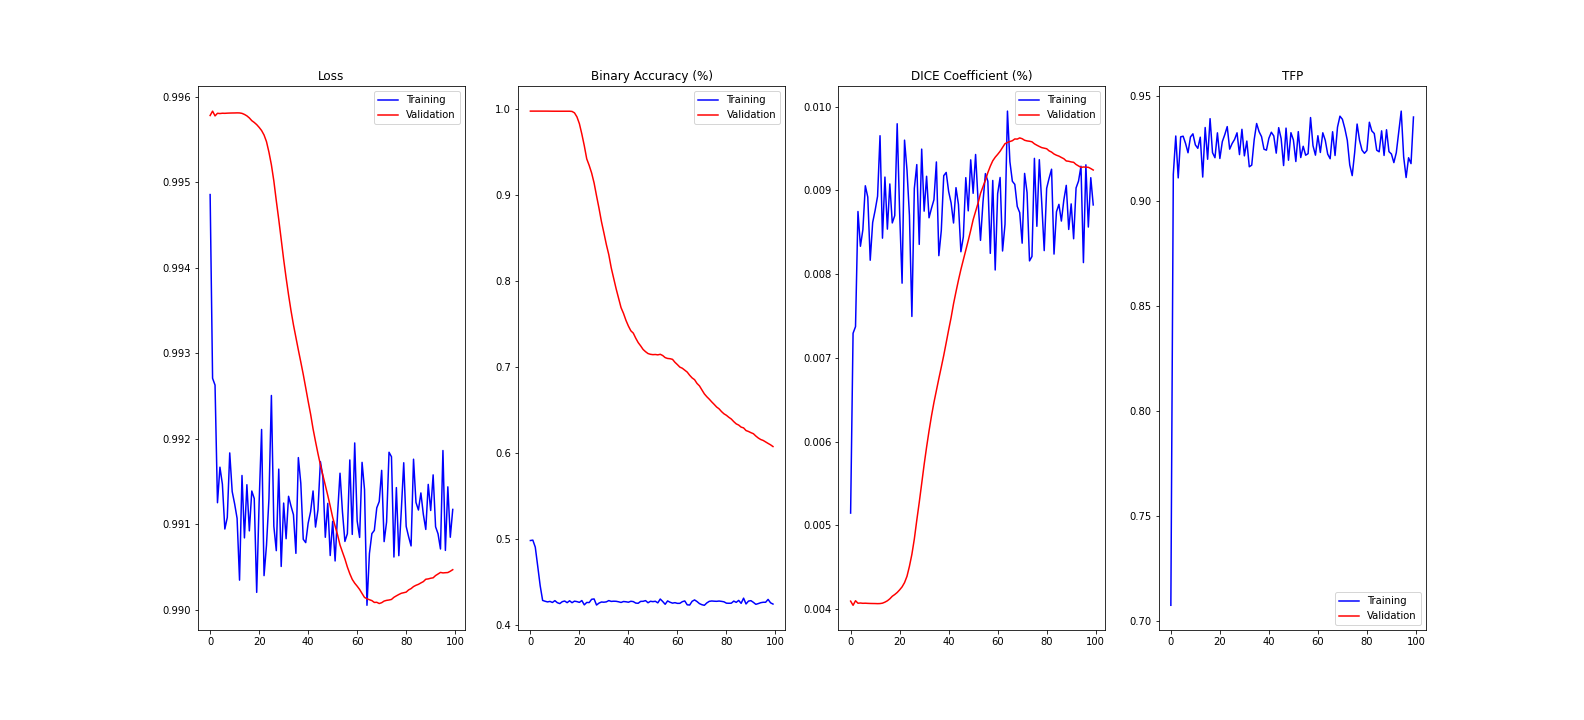 Loss
Binary Accuracy (%)
DICE Coefficient (%)
TFP
0.996
0.995
0.994
0.993
0.992
0.991
0.990
0 20 40 60 80 100
Training
Validation
1.0
0.9
0.8
0.7
0.6
0.5
0.4
0 20 40 60 80 100
Training
Validation
0.010
0.009
0.008
0.007
0.006
0.005
0.004
0 20 40 60 80 100
Training
Validation
0.95
0.90
0.85
0.80
0.75
0.70
0 20 40 60 80 100
Training
Validation